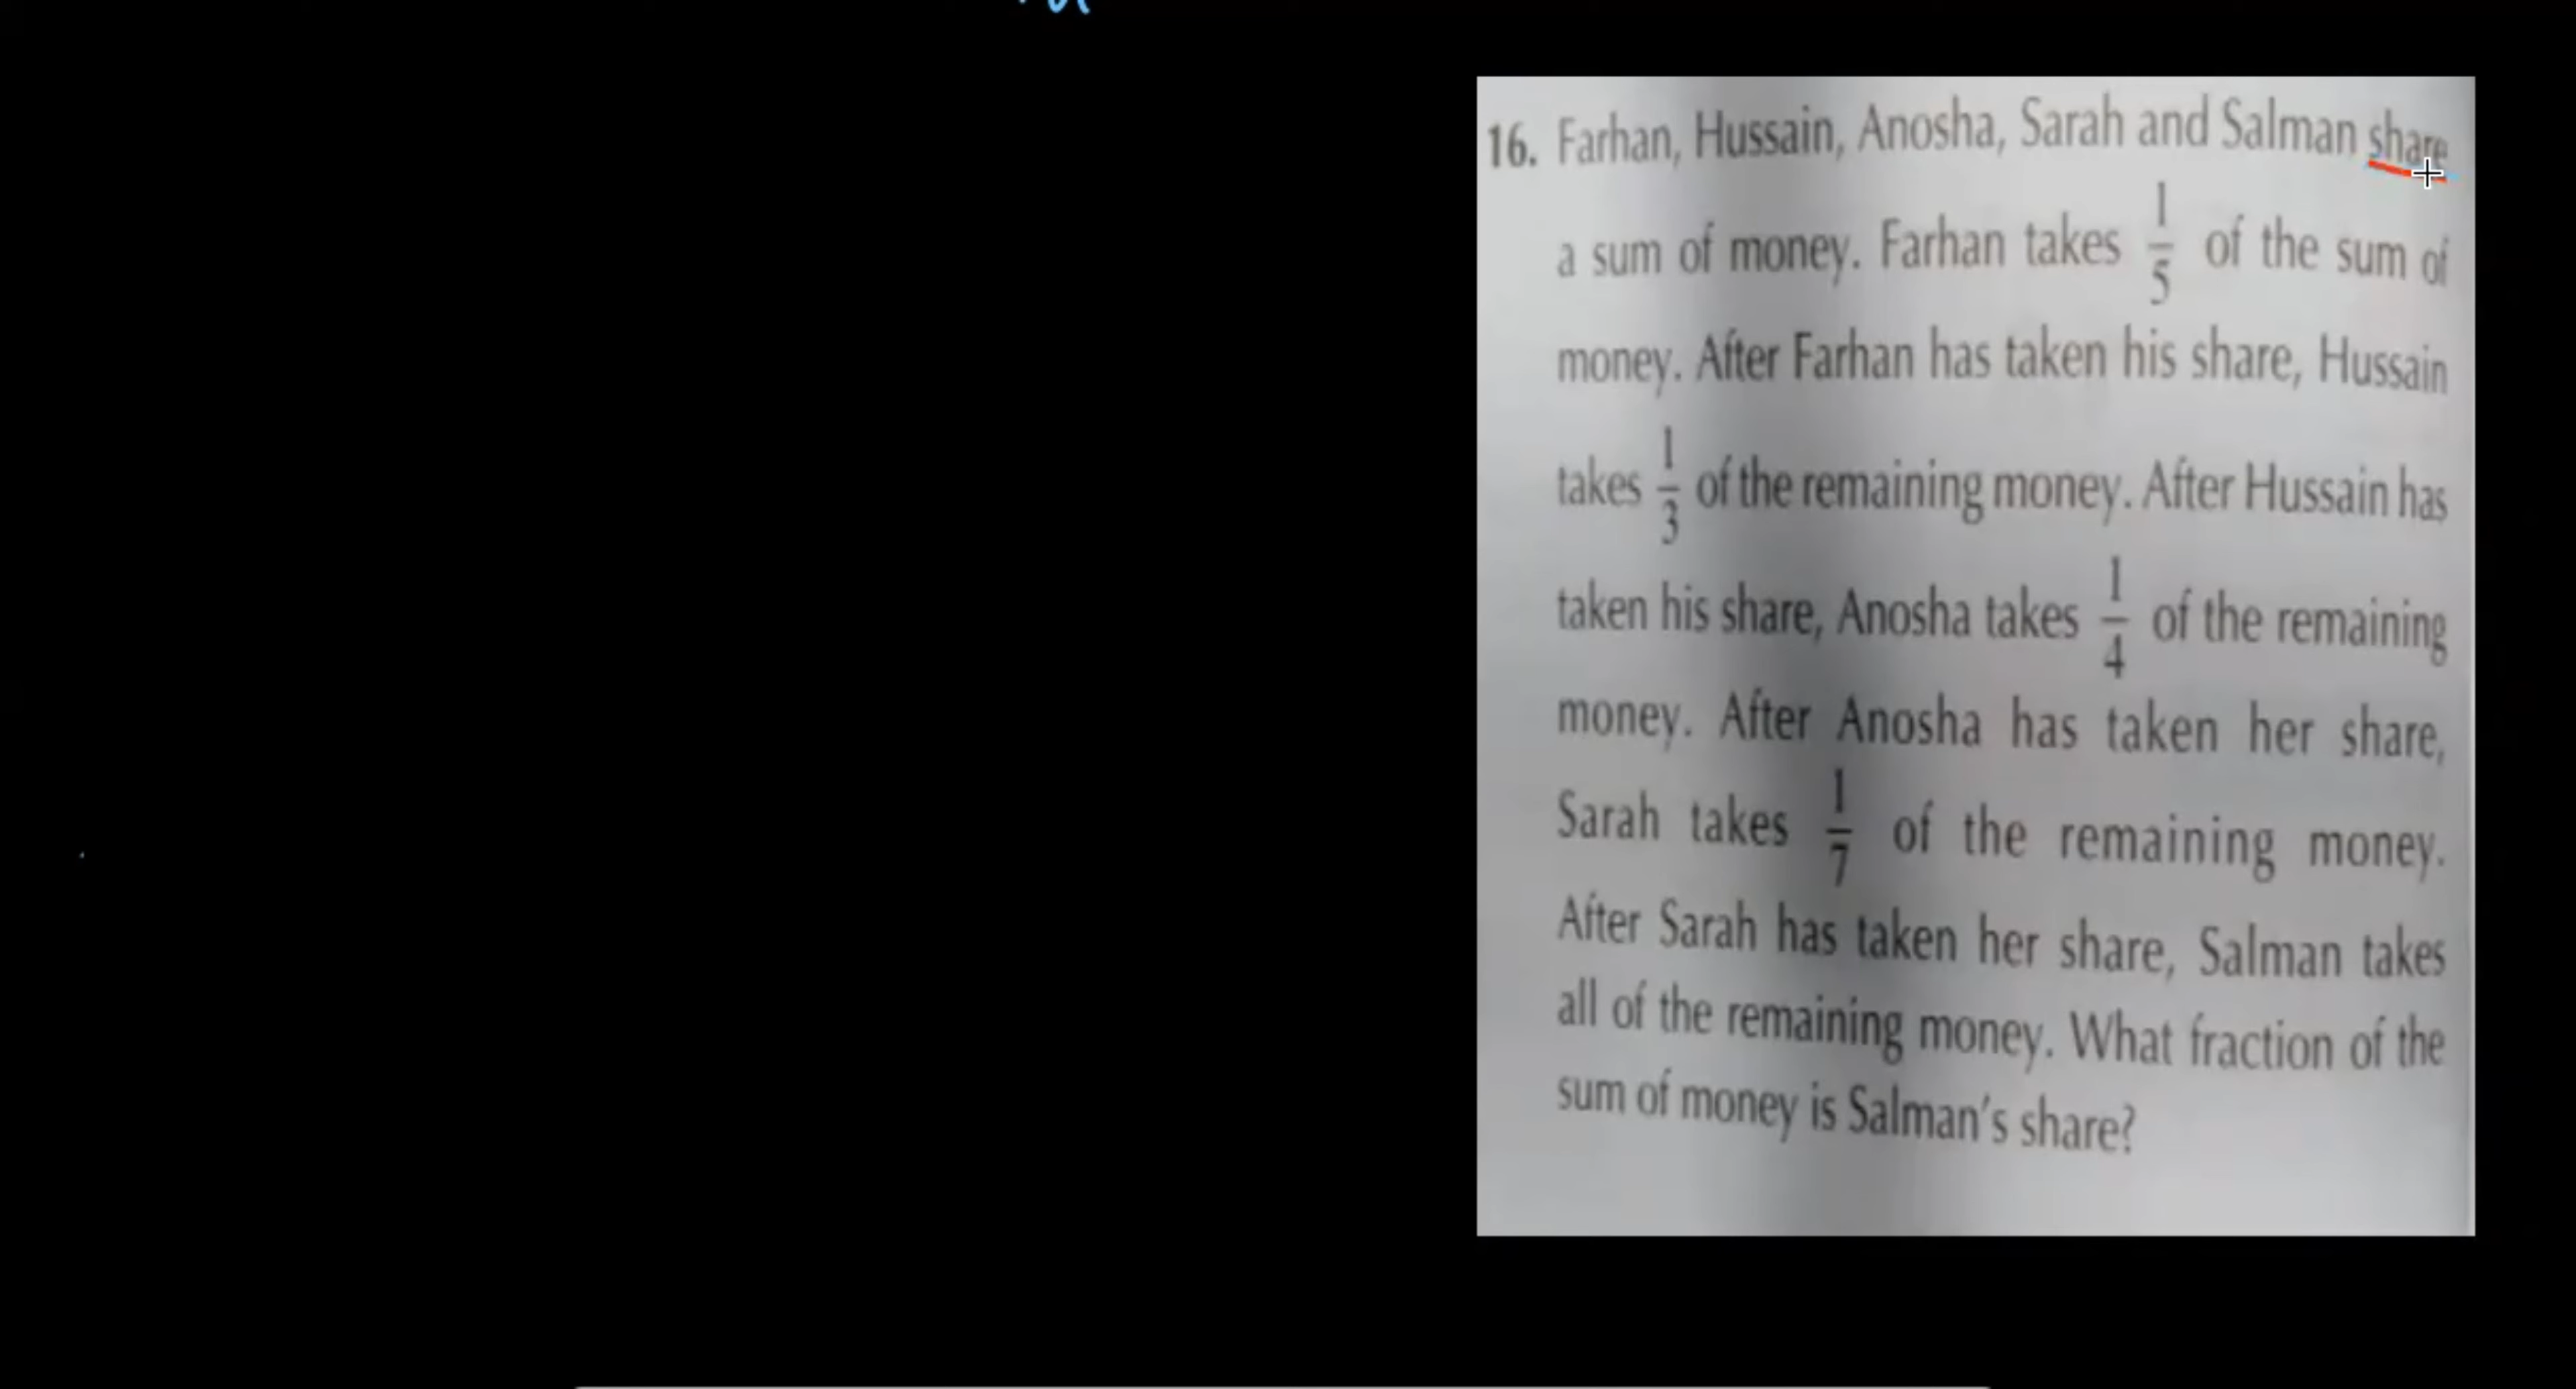 16. Farhan, Hussain, Anosha, Sarah and Salman share
a sum of money. Farhan takes 1/5 of the sum of
money. After Farhan has taken his share, Hussain
takes 1/3 of the remaining money. After Hussain has
taken his share, Anosha takes 1/4 of the remaining
money. After Anosha has taken her share,
Sarah takes 1/7 of the remaining money.
After Sarah has taken her share, Salman takes
all of the remaining money. What fraction of the
sum of money is Salman's share?